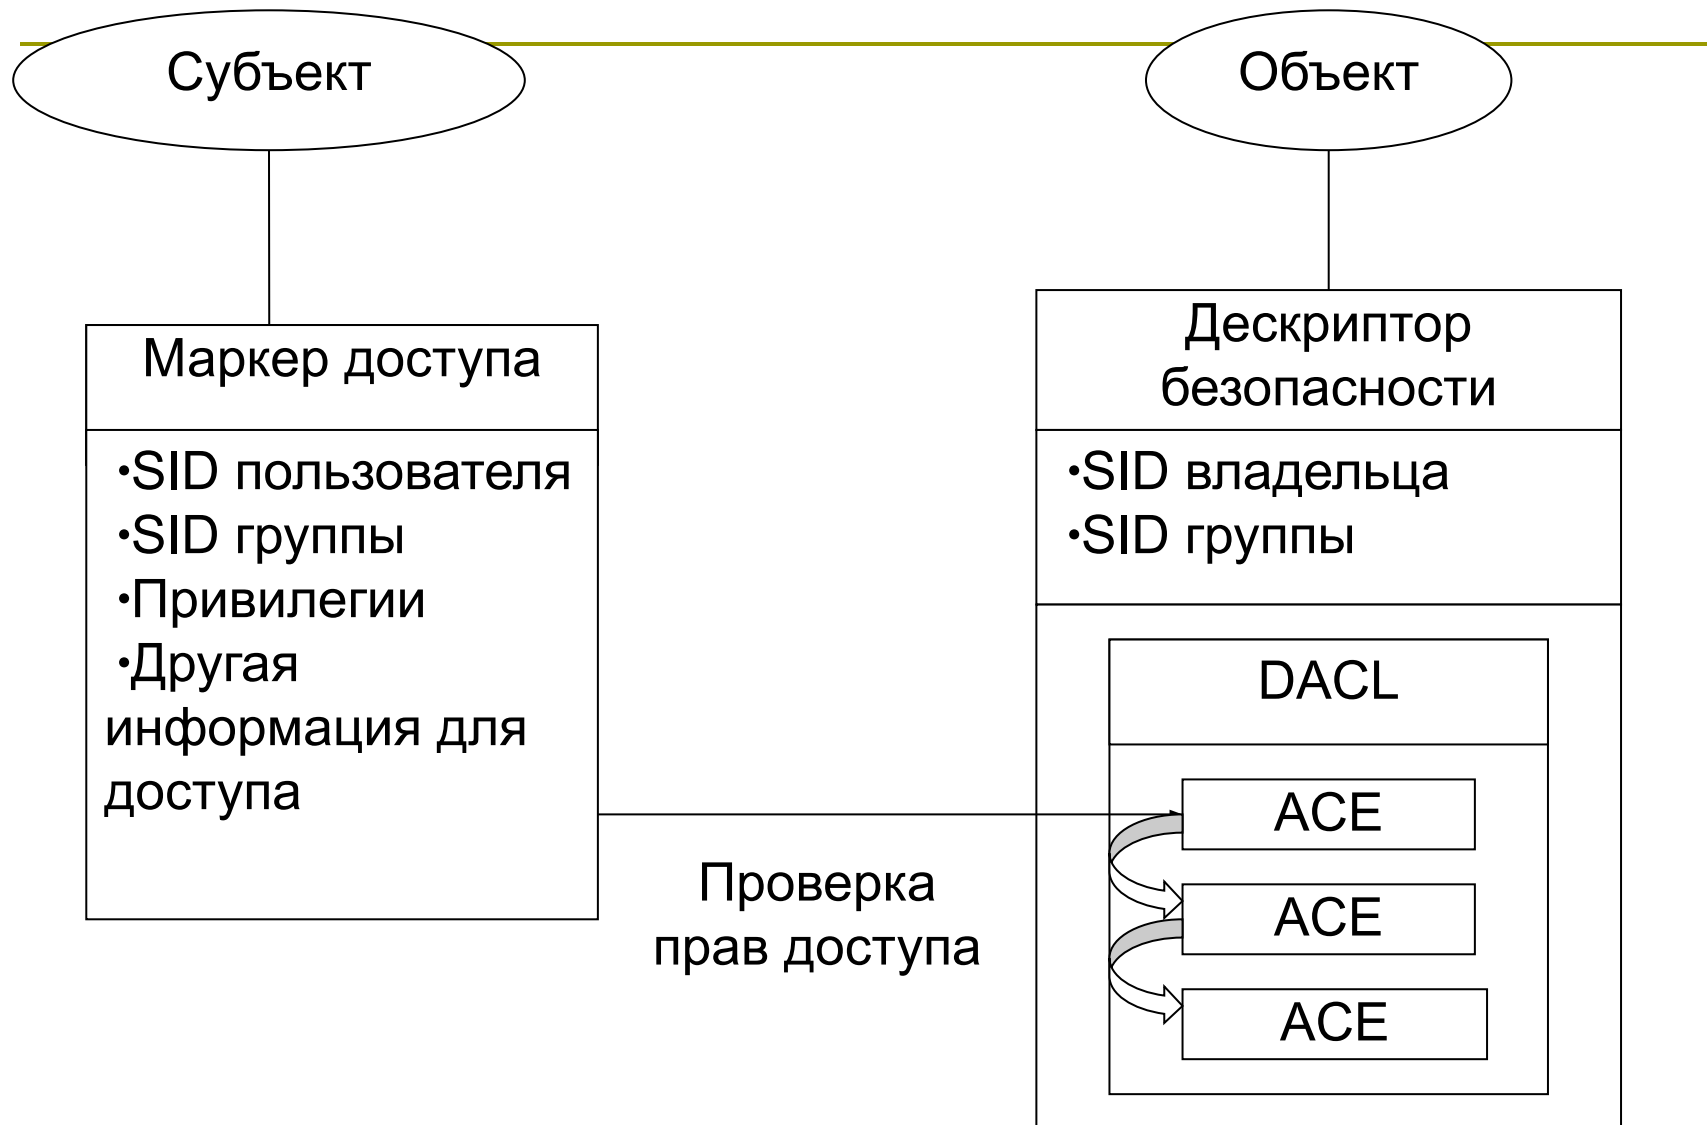 Субъект
Объект
Маркер доступа
•SID пользователя
•SID группы
•Привилегии
•Другая
информация для
доступа
Проверка
прав доступа
Дескриптор
безопасности
•SID владельца
•SID группы
DACL
ACE
ACE
ACE